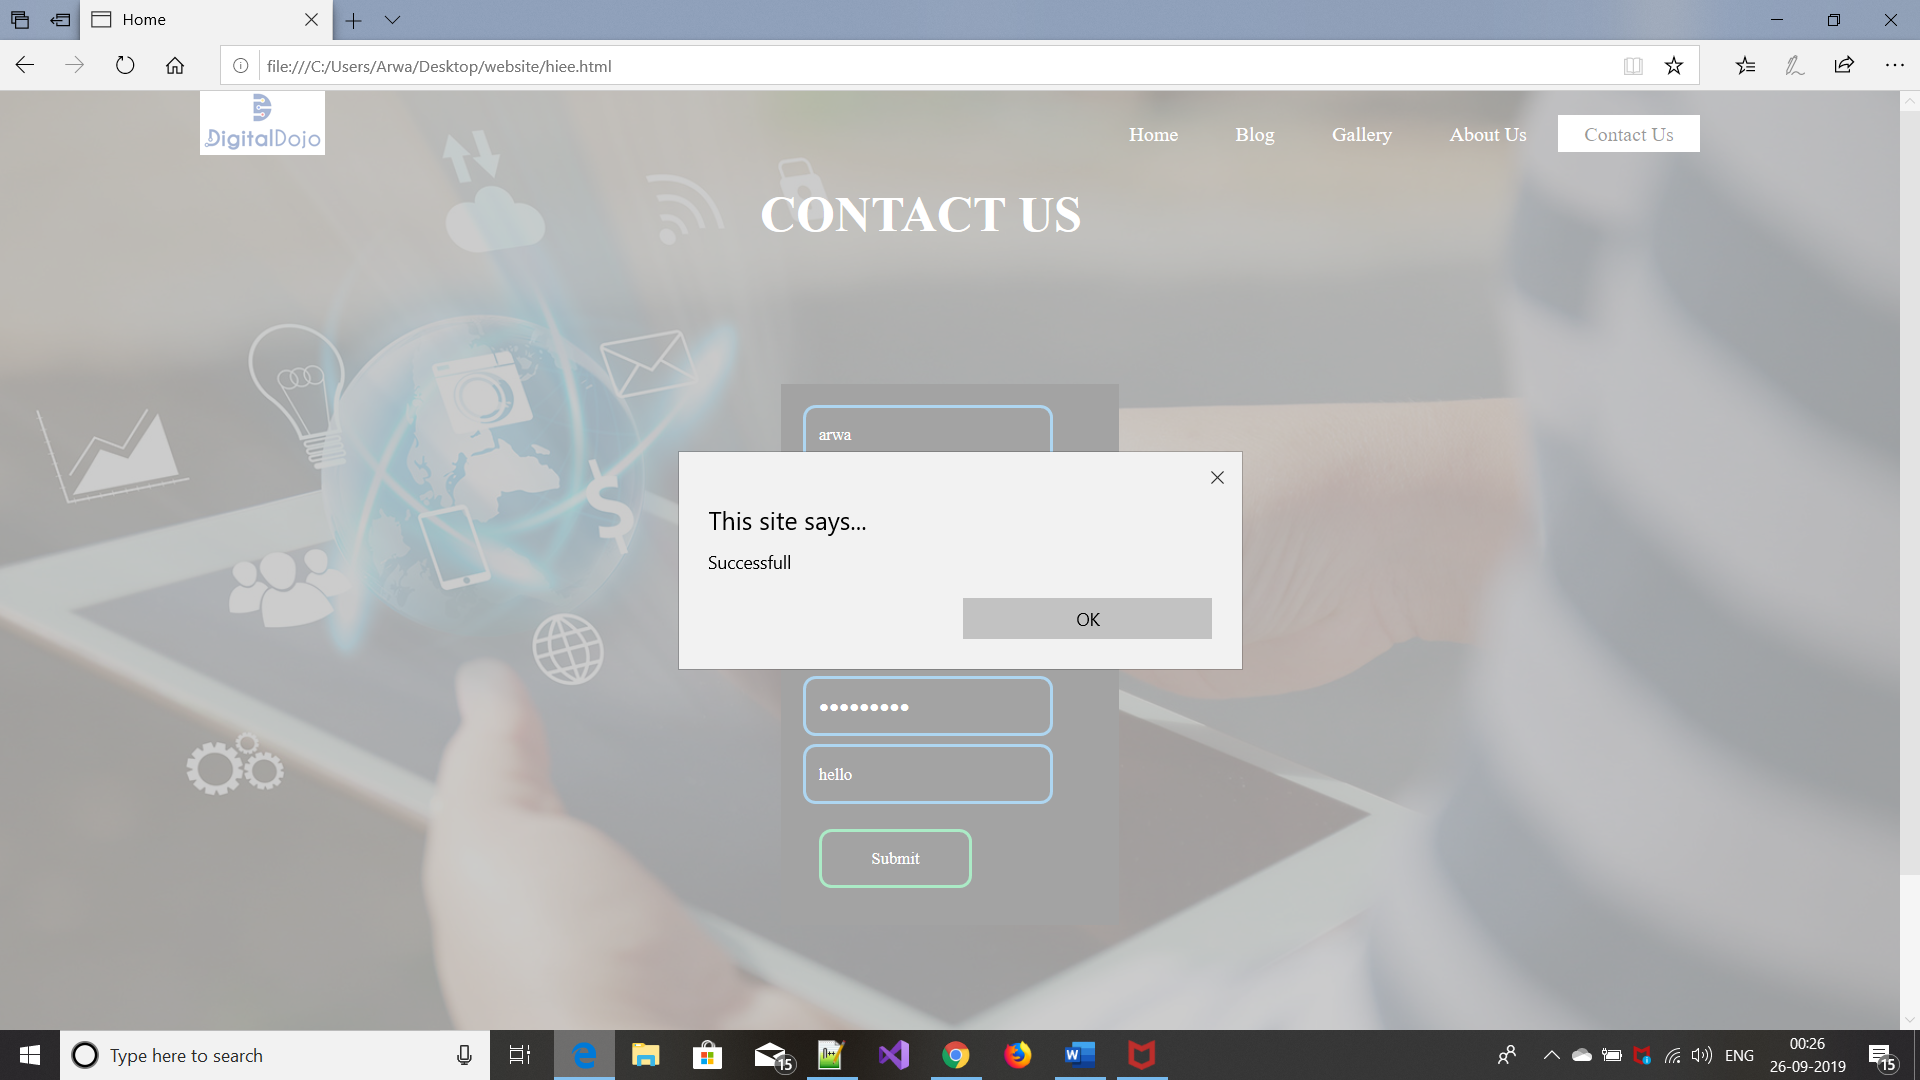 Home
file:///C:/Users/Arwa/Desktop/website/hiee.html
DigitalDojo
Home Blog Gallery About Us Contact Us
CONTACT US
$
arwa
This site says...
Successfull
OK
•••••••••
hello
Submit
Type here to search
15
N++
W
ENG
00:26
26-09-2019
15